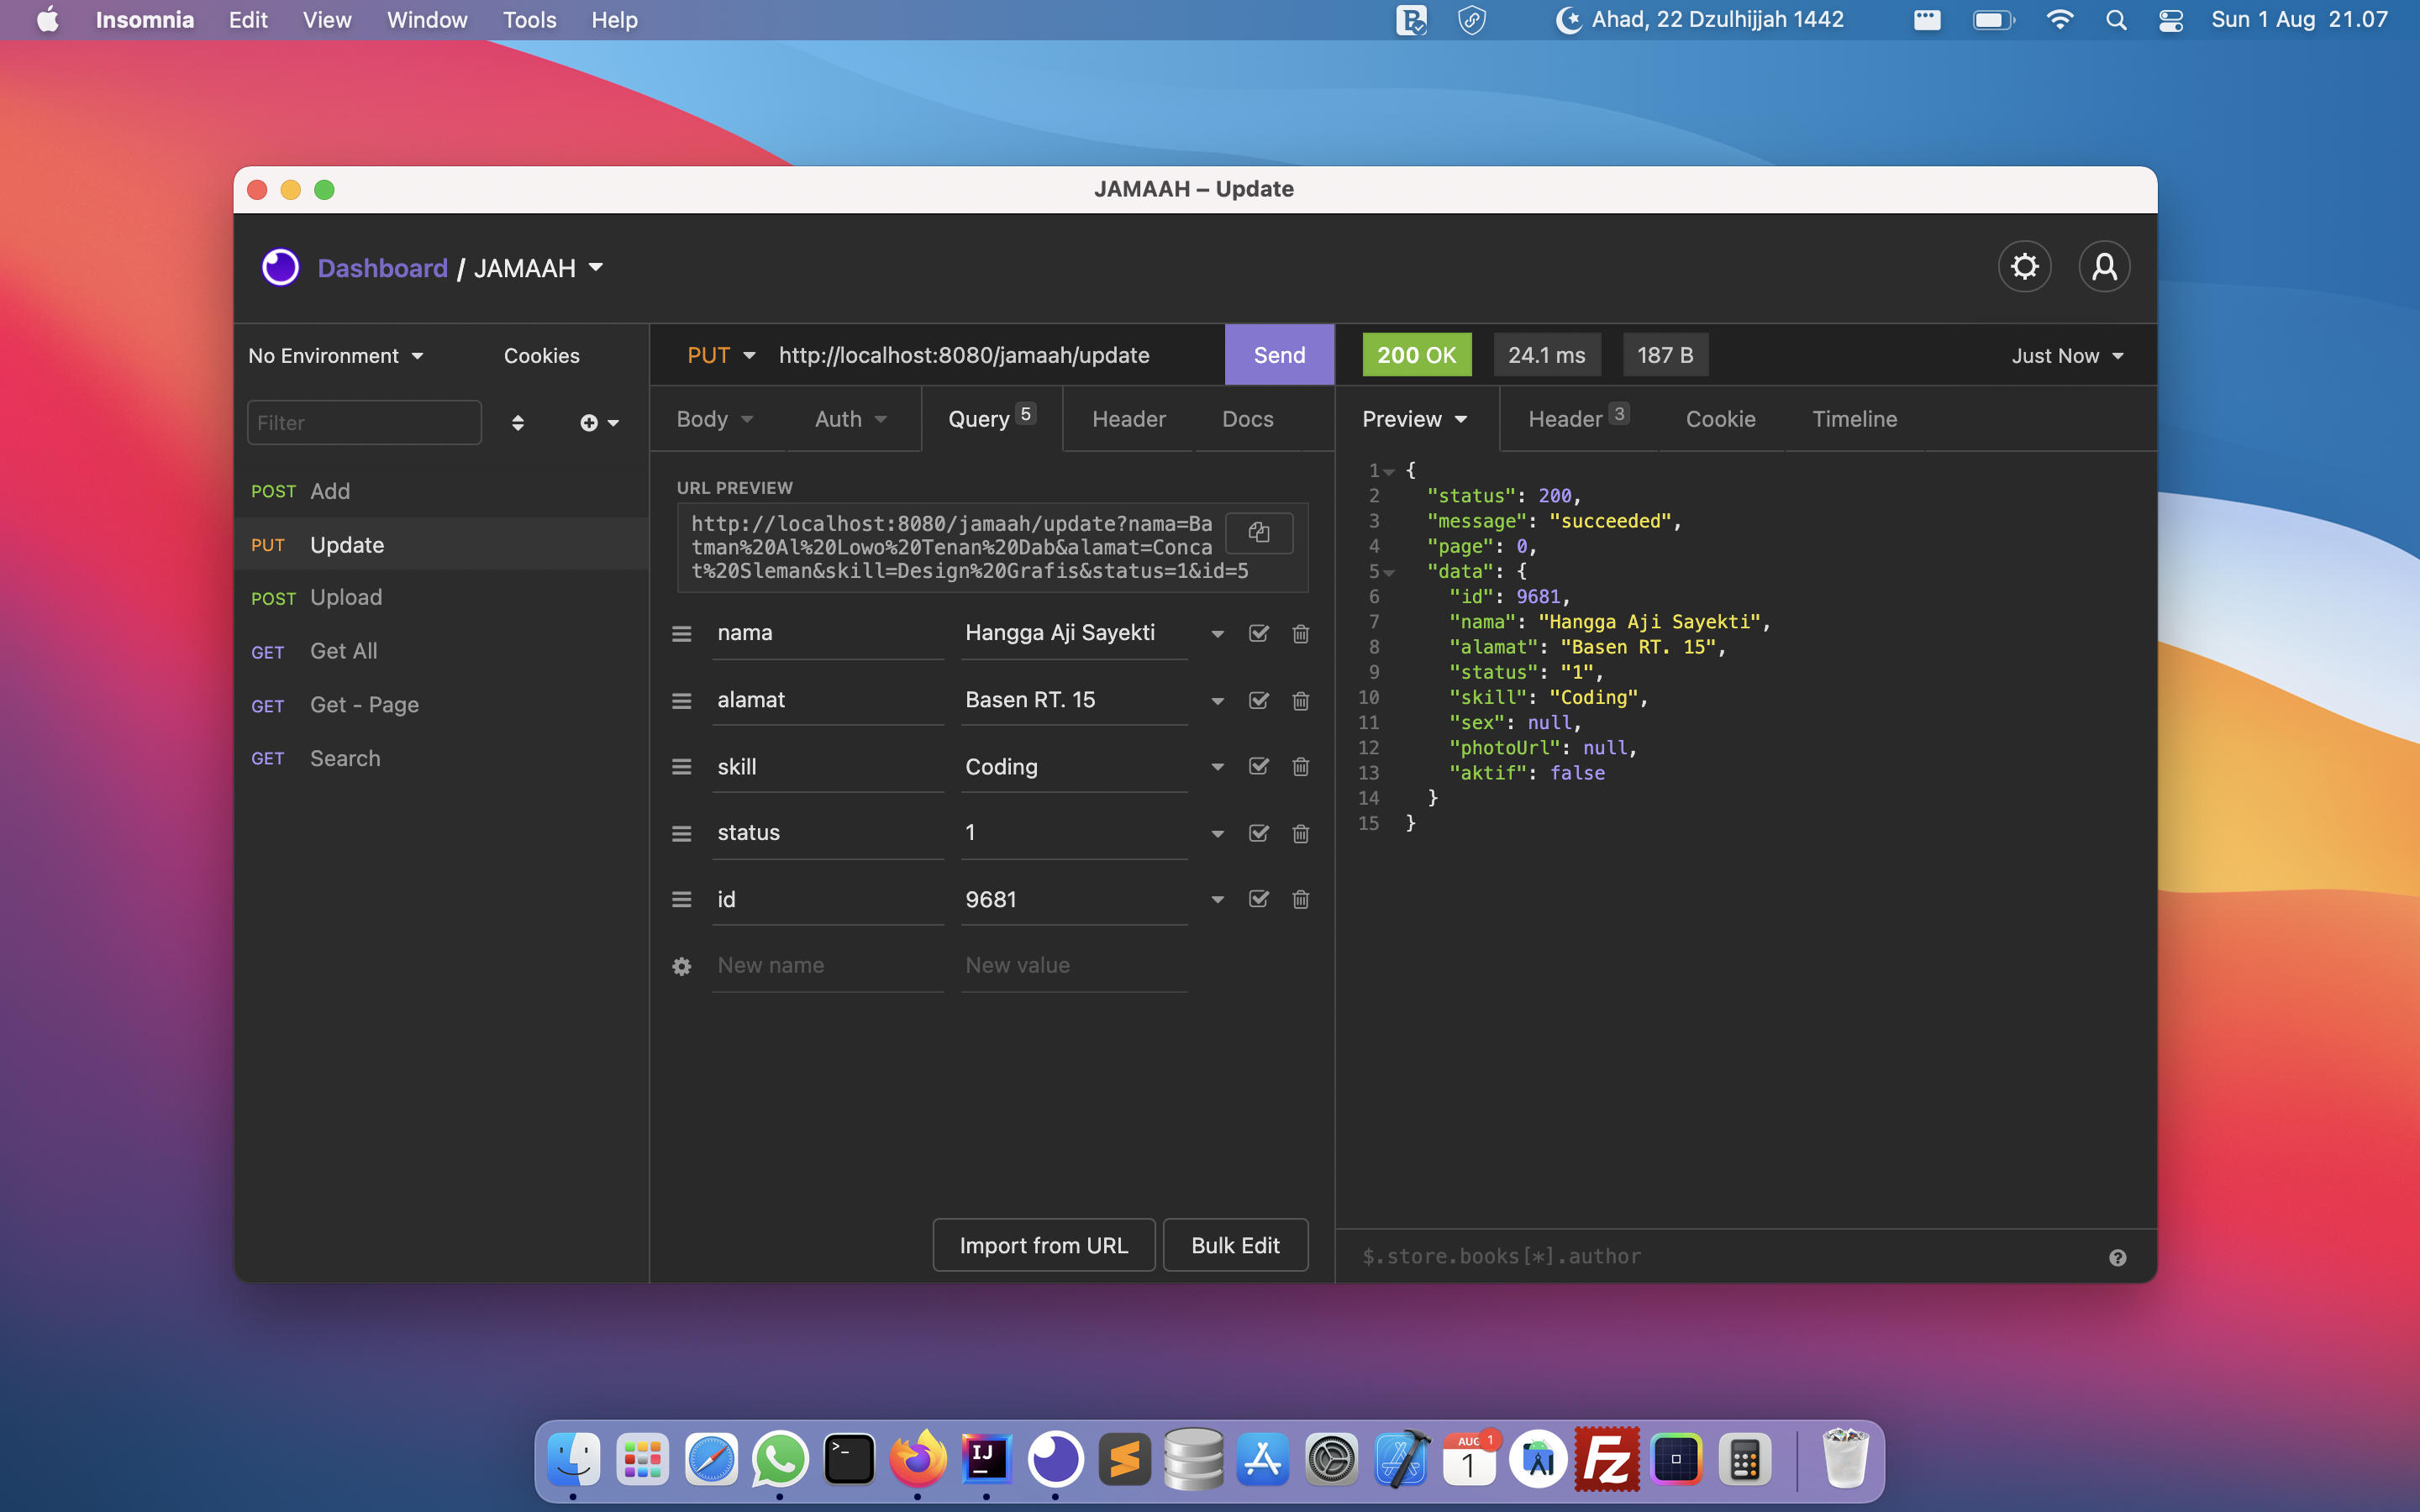 Insomnia Edit View Window Tools Help Ahad, 22 Dzulhijjah 1442 Sun 1 Aug 21.07
JAMAAH – Update
Dashboard / JAMAAH
No Environment Cookies
Filter
POST Add
PUT Update
POST Upload
GET Get All
GET Get - Page
GET Search
PUT http://localhost:8080/jamaah/update Send
Body Auth Query 5 Header Docs
URL PREVIEW
http://localhost:8080/jamaah/update?nama=Ba
tman%20Al%20Lowo%20Tenan%20Dab&alamat=Conca
t%20Sleman&skill=Design%20Grafis&status=1&id=5
nama Hangga Aji Sayekti
alamat Basen RT. 15
skill Coding
status 1
id 9681
New name New value
Import from URL Bulk Edit
200 OK 24.1 ms 187 B Just Now
Preview Header 3 Cookie Timeline
1 {
2 "status": 200,
3 "message": "succeeded",
4 "page": 0,
5 "data": {
6 "id": 9681,
7 "nama": "Hangga Aji Sayekti",
8 "alamat": "Basen RT. 15",
9 "status": "1",
10 "skill": "Coding",
11 "sex": null,
12 "photoUrl": null,
13 "aktif": false
14 }
15 }
$.store.books[*].author
>_ IJ AUG 1 1 Fz